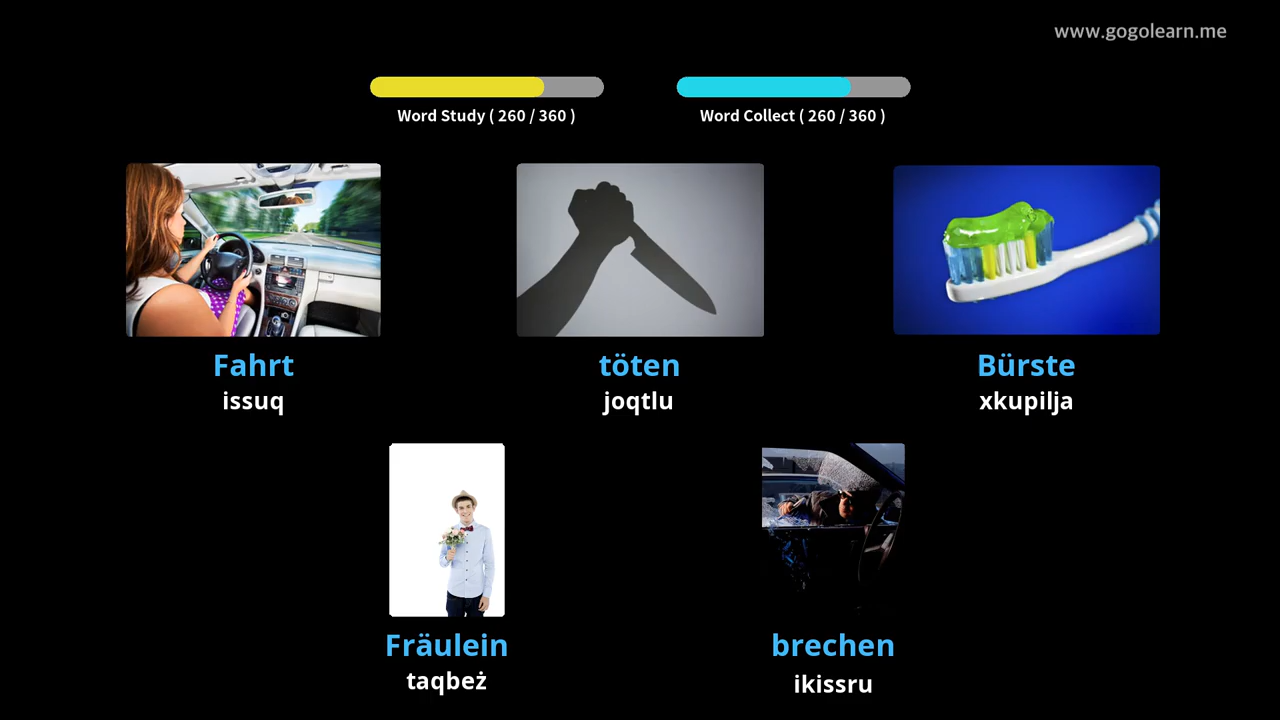 www.gogolearn.me
Word Study ( 260 / 360 )
Word Collect ( 260 / 360 )
Fahrt
issuq
töten
joqtlu
Bürste
xkupilja
Fräulein
taqbeż
brechen
ikissru